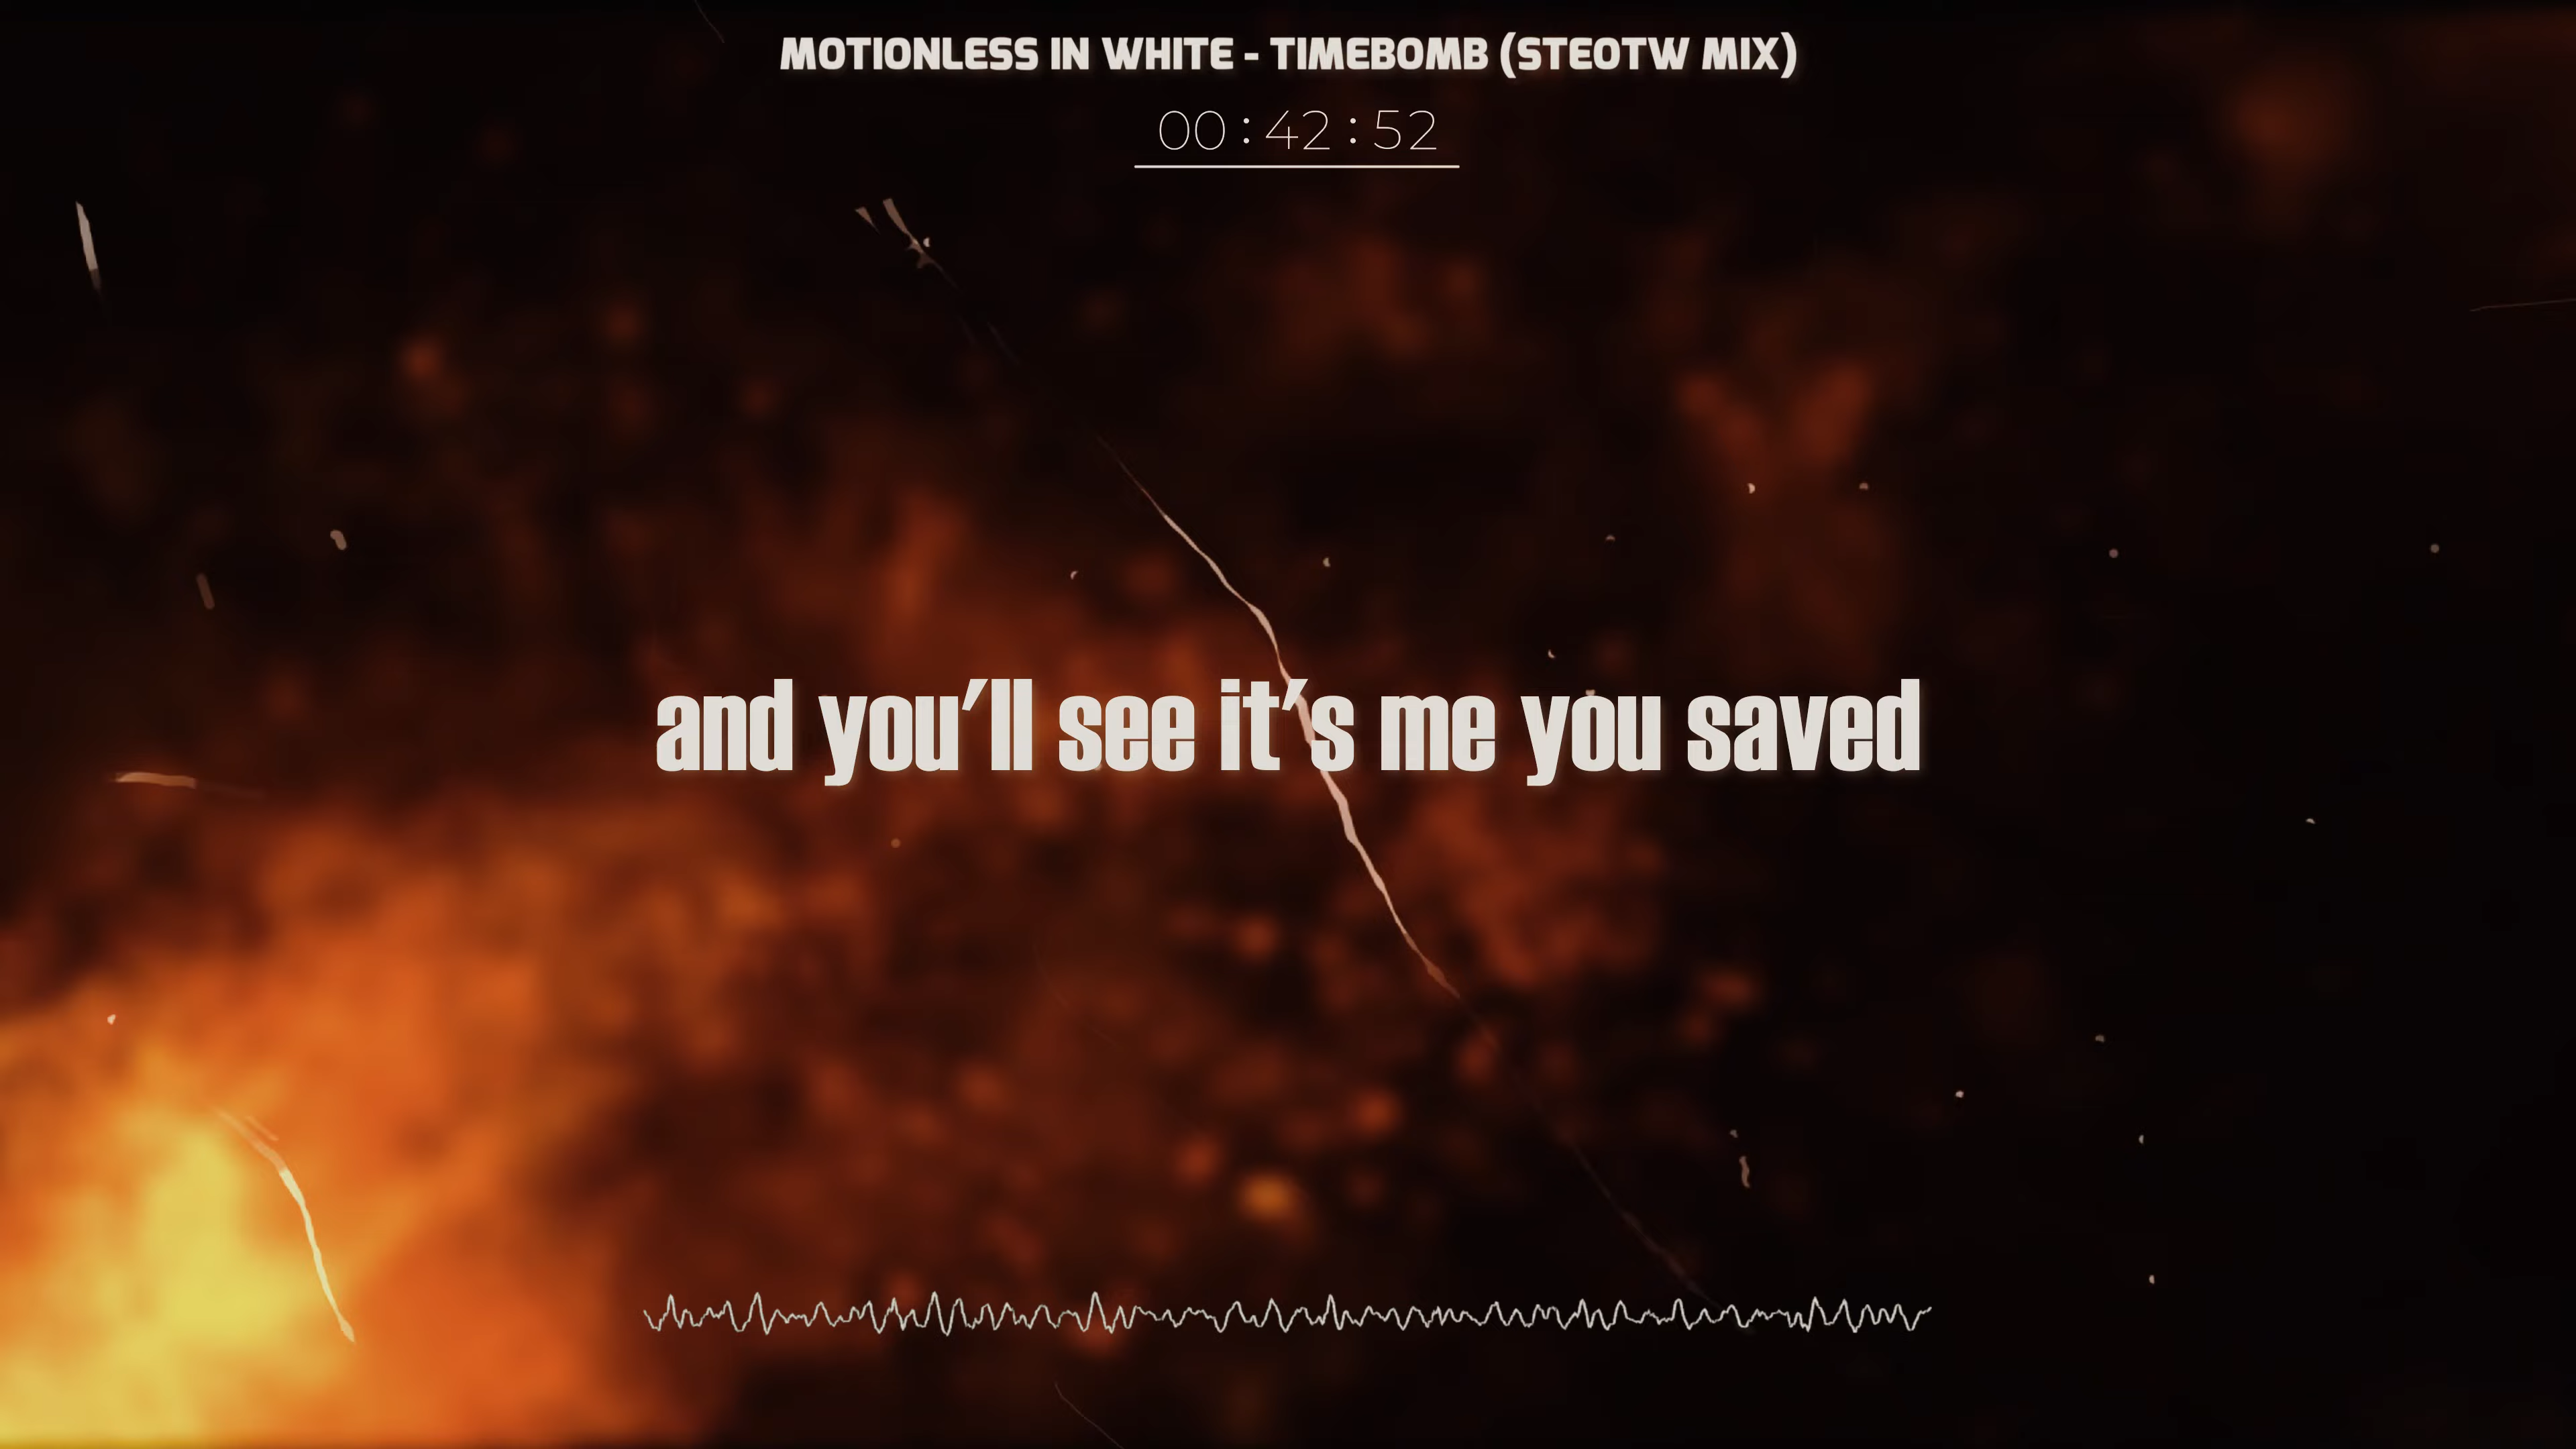 MOTIONLESS IN WHITE - TIMEBOMB (STEOTW MIX)
00:42:52
and you'll see it's me you saved